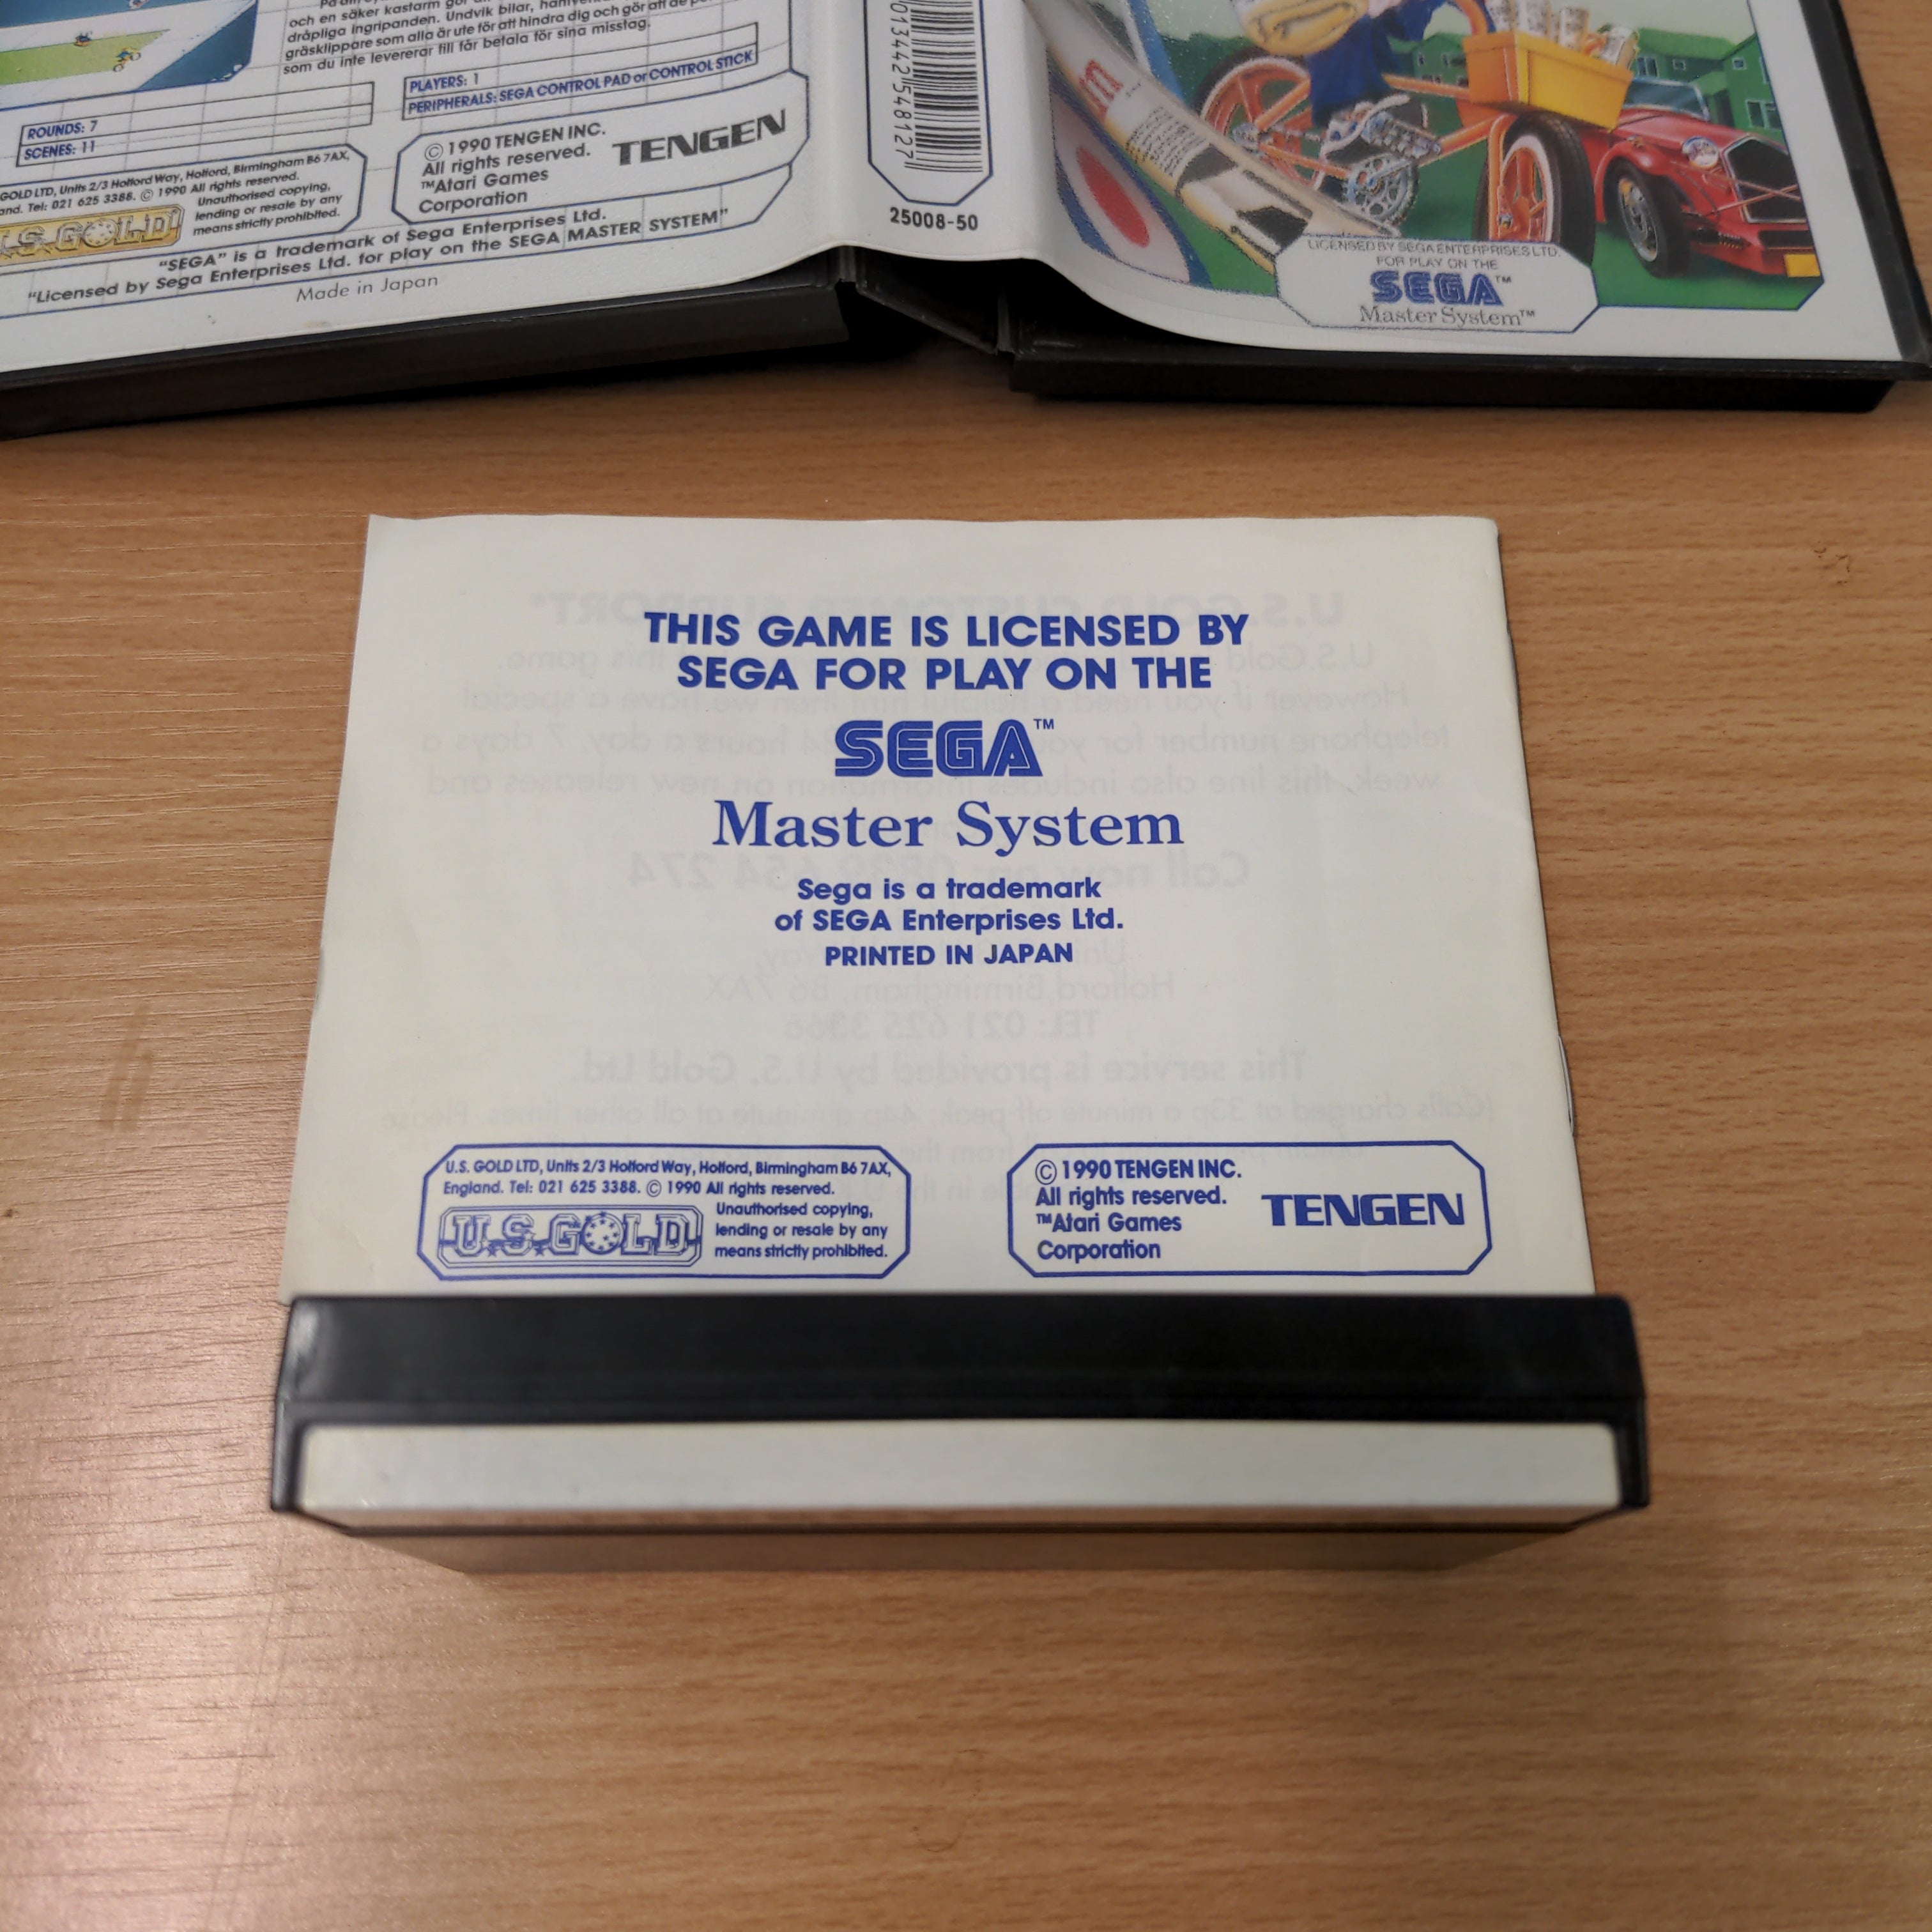 och en säker kastarm gör
dråpliga ingripanden. Undvik bilar,
gräsklippare som alla är ute för att hindra dig och gör att de
som du inte levererar till får betala för sina misstag.
ROUNDS: 7
SCENES: 11
PLAYERS: 1
PERIPHERALS: SEGA CONTROL PAD or CONTROL STICK
GOLD LTD, Units 2/3 Holford Way, Holford, Birmingham B6 7AX,
Tel: 021 625 3388. © 1990 All rights reserved.
U.S. GOLD
Unauthorised copying,
lending or resale by any
means strictly prohibited.
© 1990 TENGEN INC.
All rights reserved.
™Atari Games
Corporation
TENGEN
"SEGA" is a trademark of Sega Enterprises Ltd.
"Licensed by Sega Enterprises Ltd. for play on the SEGA MASTER SYSTEM"
Made in Japan
013442 548127
25008-50
LICENSED BY SEGA ENTERPRISES LTD.
FOR PLAY ON THE
SEGA™
Master System™
THIS GAME IS LICENSED BY
SEGA FOR PLAY ON THE
SEGA™
Master System
Sega is a trademark
of SEGA Enterprises Ltd.
PRINTED IN JAPAN
U.S. GOLD LTD, Units 2/3 Holford Way, Holford, Birmingham B6 7AX,
England. Tel: 021 625 3388. © 1990 All rights reserved.
U.S. GOLD
Unauthorised copying,
lending or resale by any
means strictly prohibited.
© 1990 TENGEN INC.
All rights reserved.
™Atari Games
Corporation
TENGEN